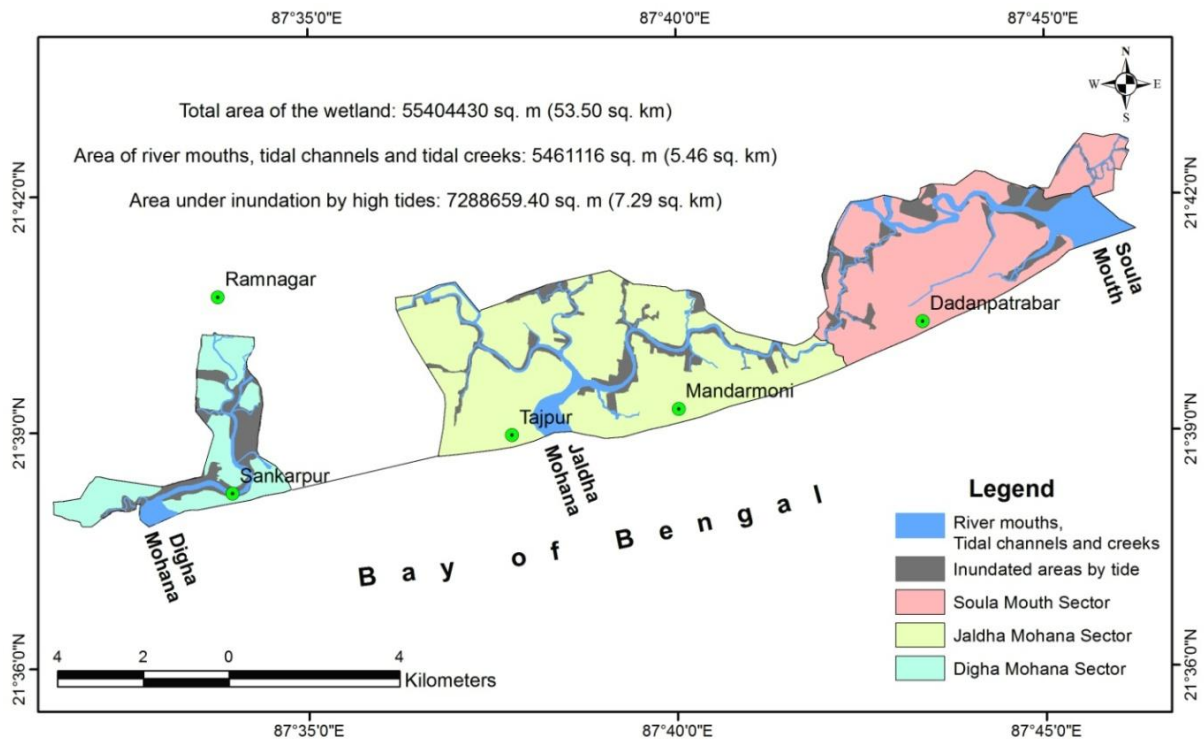 87°35'0"E
87°40'0"E
87°45'0"E
N
W
E
S
Total area of the wetland: 55404430 sq. m (53.50 sq. km)
Area of river mouths, tidal channels and tidal creeks: 5461116 sq. m (5.46 sq. km)
Area under inundation by high tides: 7288659.40 sq. m (7.29 sq. km)
21°42'0"N
21°42'0"N
Ramnagar
Soula
Mouth
Dadanpatrabar
Mandarmoni
Tajpur
21°39'0"N
21°39'0"N
Jaldha
Mohana
Sankarpur
Digha
Mohana
Bay of Bengal
Legend
River mouths,
Tidal channels and creeks
Inundated areas by tide
Soula Mouth Sector
Jaldha Mohana Sector
Digha Mohana Sector
4 2 0 4
Kilometers
21°36'0"N
21°36'0"N
87°35'0"E
87°40'0"E
87°45'0"E